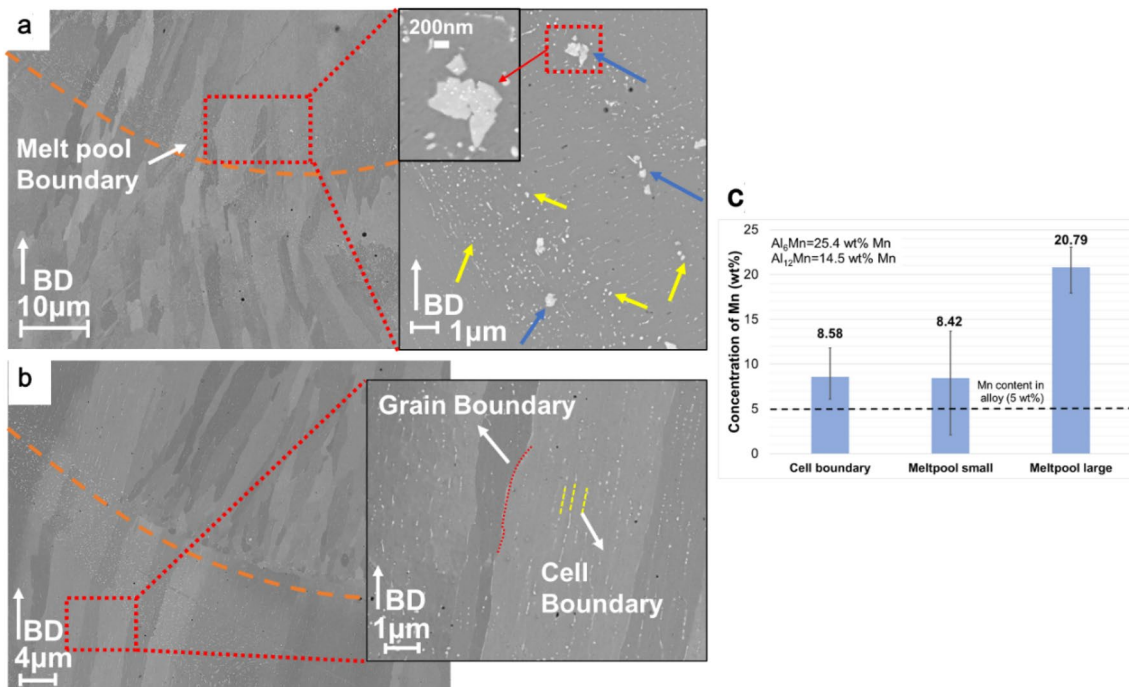 a
200nm
Melt pool
Boundary
BD
10μm
BD
1μm
b
Grain Boundary
Cell
Boundary
BD
4μm
BD
1μm
c
Al₆Mn=25.4 wt% Mn
Al₁₂Mn=14.5 wt% Mn
Concentration of Mn (wt%)
25
20
15
10
5
0
8.58
8.42
20.79
Mn content in
alloy (5 wt%)
Cell boundary
Meltpool small
Meltpool large